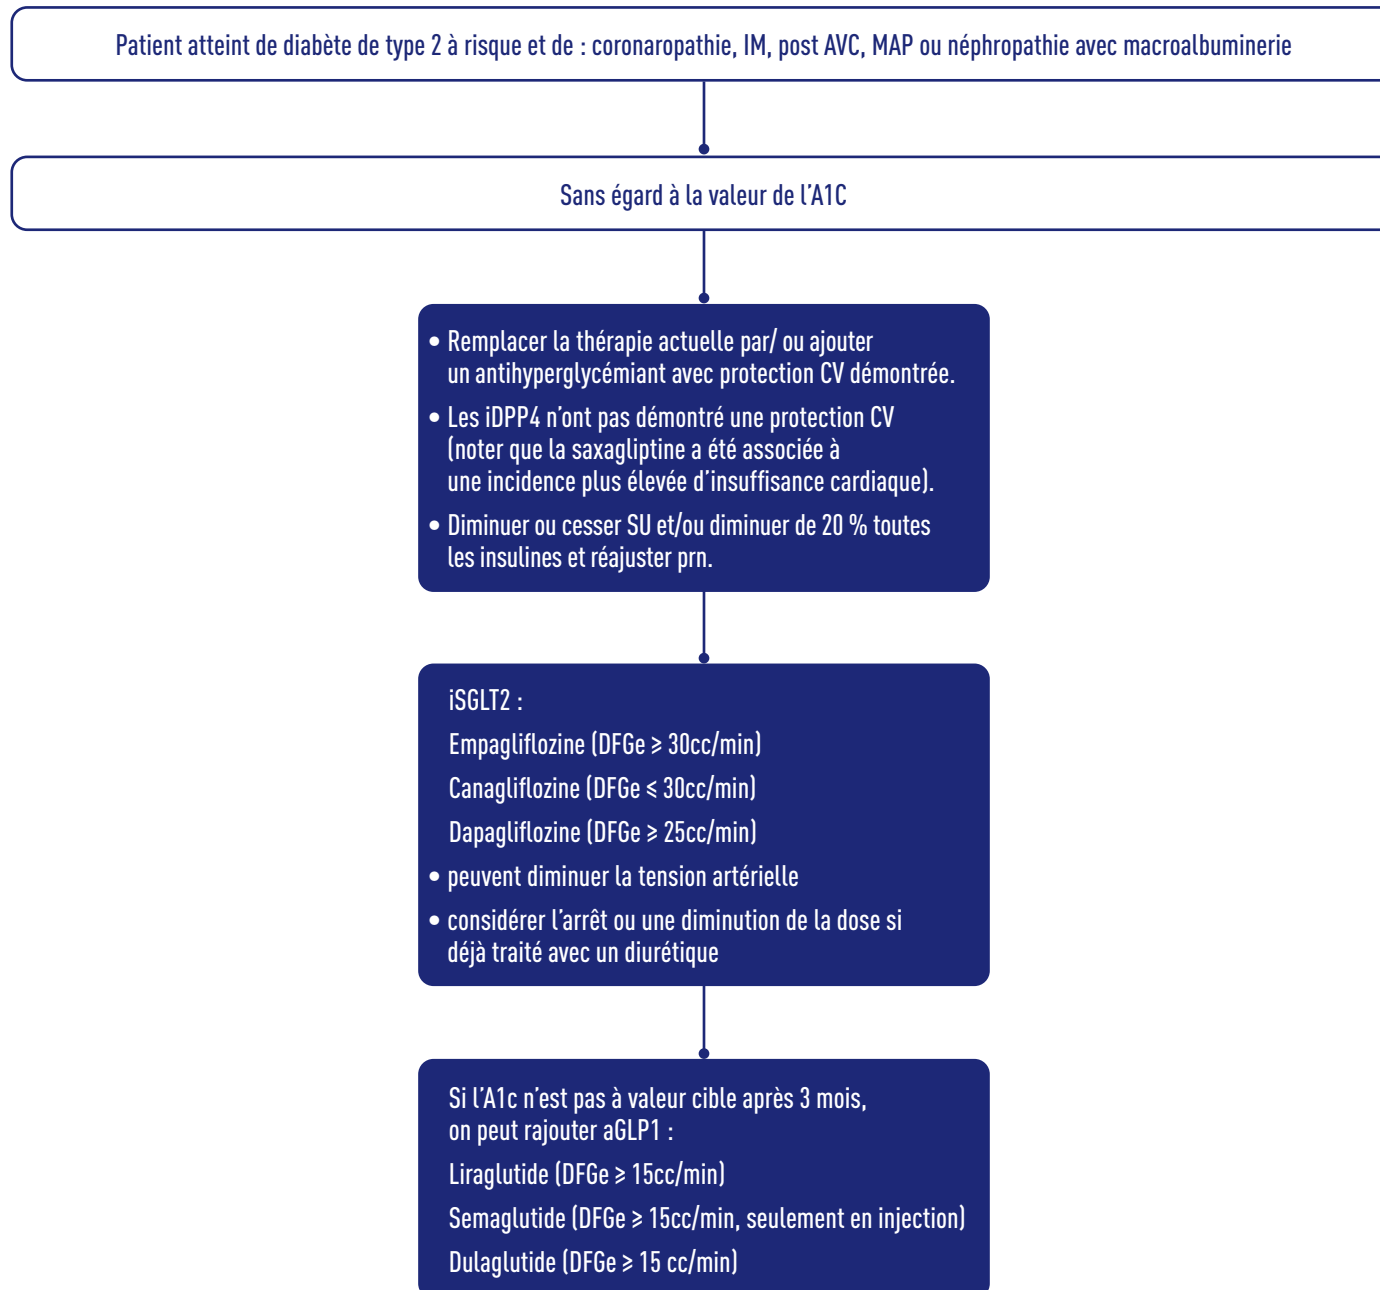 Patient atteint de diabète de type 2 à risque et de : coronaropathie, IM, post AVC, MAP ou néphropathie avec macroalbuminerie
Sans égard à la valeur de l'A1C
• Remplacer la thérapie actuelle par/ ou ajouter
un antihyperglycémiant avec protection CV démontrée.
• Les iDPP4 n'ont pas démontré une protection CV
(noter que la saxagliptine a été associée à
une incidence plus élevée d'insuffisance cardiaque).
• Diminuer ou cesser SU et/ou diminuer de 20 % toutes
les insulines et réajuster prn.
iSGLT2 :
Empagliflozine (DFGe ≥ 30cc/min)
Canagliflozine (DFGe ≤ 30cc/min)
Dapagliflozine (DFGe ≥ 25cc/min)
• peuvent diminuer la tension artérielle
• considérer l'arrêt ou une diminution de la dose si
déjà traité avec un diurétique
Si l'A1c n'est pas à valeur cible après 3 mois,
on peut rajouter aGLP1 :
Liraglutide (DFGe ≥ 15cc/min)
Semaglutide (DFGe ≥ 15cc/min, seulement en injection)
Dulaglutide (DFGe ≥ 15 cc/min)